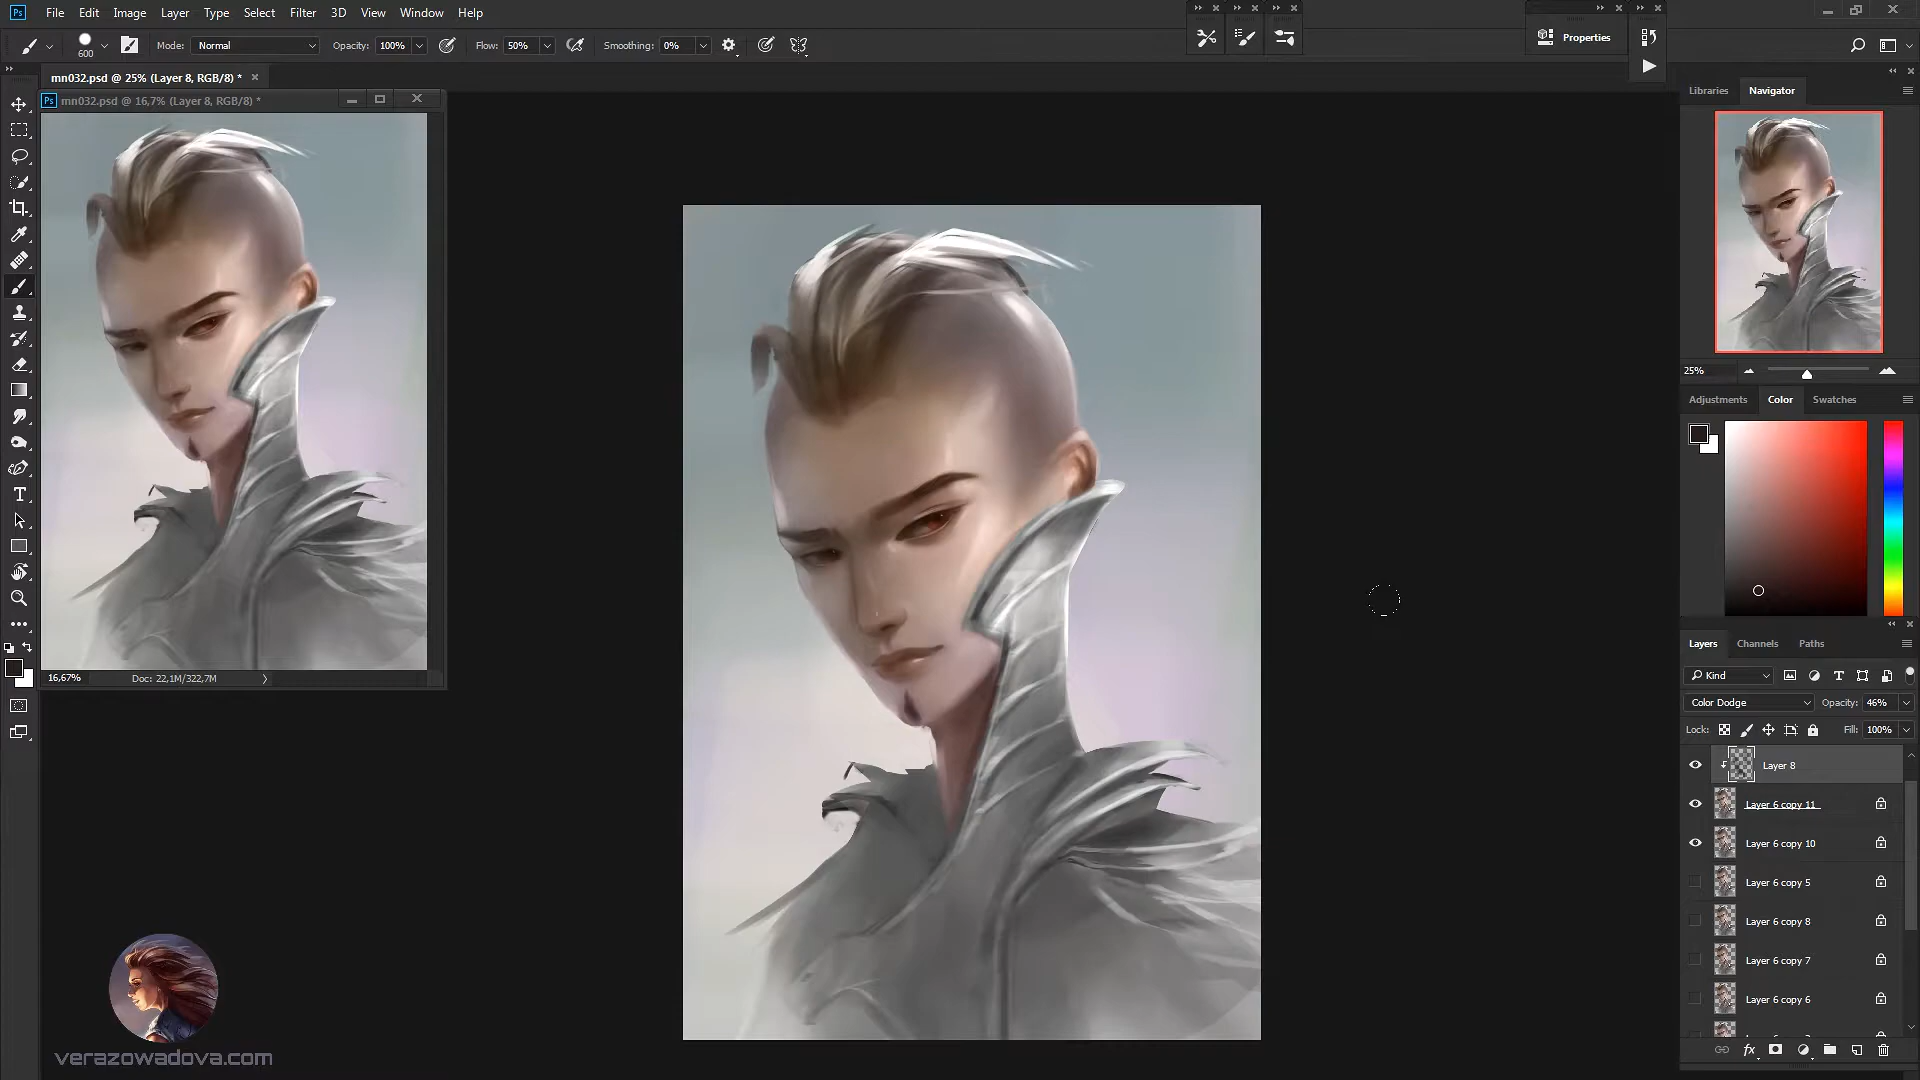 Ps File Edit Image Layer Type Select Filter 3D View Window Help
600 Mode: Normal Opacity: 100% Flow: 50% Smoothing: 0%
Properties
mn032.psd @ 25% (Layer 8, RGB/8) *
Ps mn032.psd @ 16,7% (Layer 8, RGB/8) *
16,67% Doc: 22,1M/322,7M
Libraries Navigator
25%
Adjustments Color Swatches
Layers Channels Paths
Kind
Color Dodge Opacity: 46%
Lock: Fill: 100%
Layer 8
Layer 6 copy 11
Layer 6 copy 10
Layer 6 copy 5
Layer 6 copy 8
Layer 6 copy 7
Layer 6 copy 6
fx
verazowadova.com